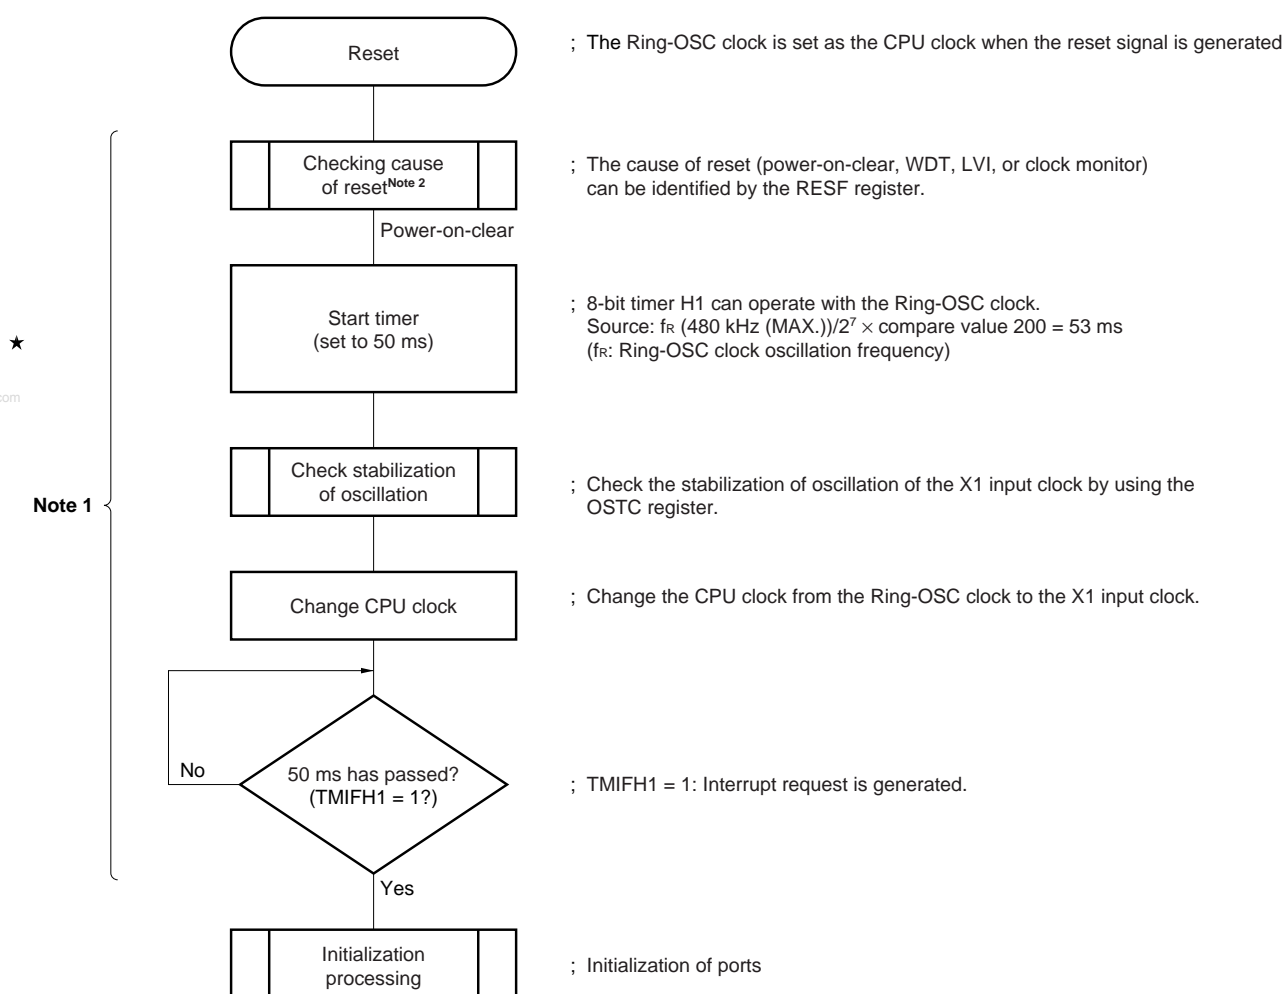 Reset
; The Ring-OSC clock is set as the CPU clock when the reset signal is generated
Checking cause
of reset^Note 2
; The cause of reset (power-on-clear, WDT, LVI, or clock monitor)
can be identified by the RESF register.
Power-on-clear
Start timer
(set to 50 ms)
; 8-bit timer H1 can operate with the Ring-OSC clock.
Source: fR (480 kHz (MAX.))/2⁷ × compare value 200 = 53 ms
(fR: Ring-OSC clock oscillation frequency)
★
com
Check stabilization
of oscillation
; Check the stabilization of oscillation of the X1 input clock by using the
OSTC register.
Note 1
Change CPU clock
; Change the CPU clock from the Ring-OSC clock to the X1 input clock.
No
50 ms has passed?
(TMIFH1 = 1?)
; TMIFH1 = 1: Interrupt request is generated.
Yes
Initialization
processing
; Initialization of ports